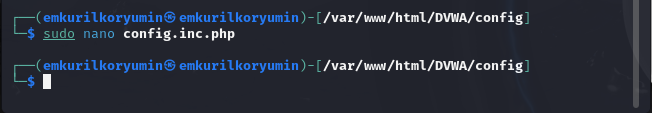 ┌──(emkurilkoryumin㉿emkurilkoryumin)-[/var/www/html/DVWA/config]
└─$ sudo nano config.inc.php
┌──(emkurilkoryumin㉿emkurilkoryumin)-[/var/www/html/DVWA/config]
└─$